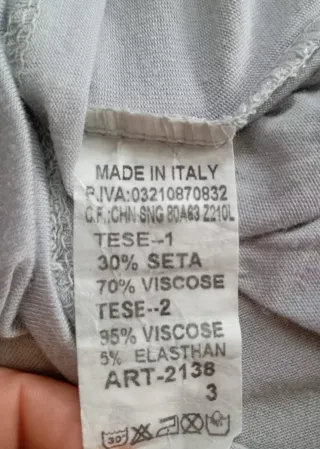 MADE IN ITALY
P.IVA:03210870832
C.F.:CHN SNG 80A63 Z210L
TESE--1
30% SETA
70% VISCOSE
TESE--2
95% VISCOSE
5% ELASTHAN
ART-2138
3
30°